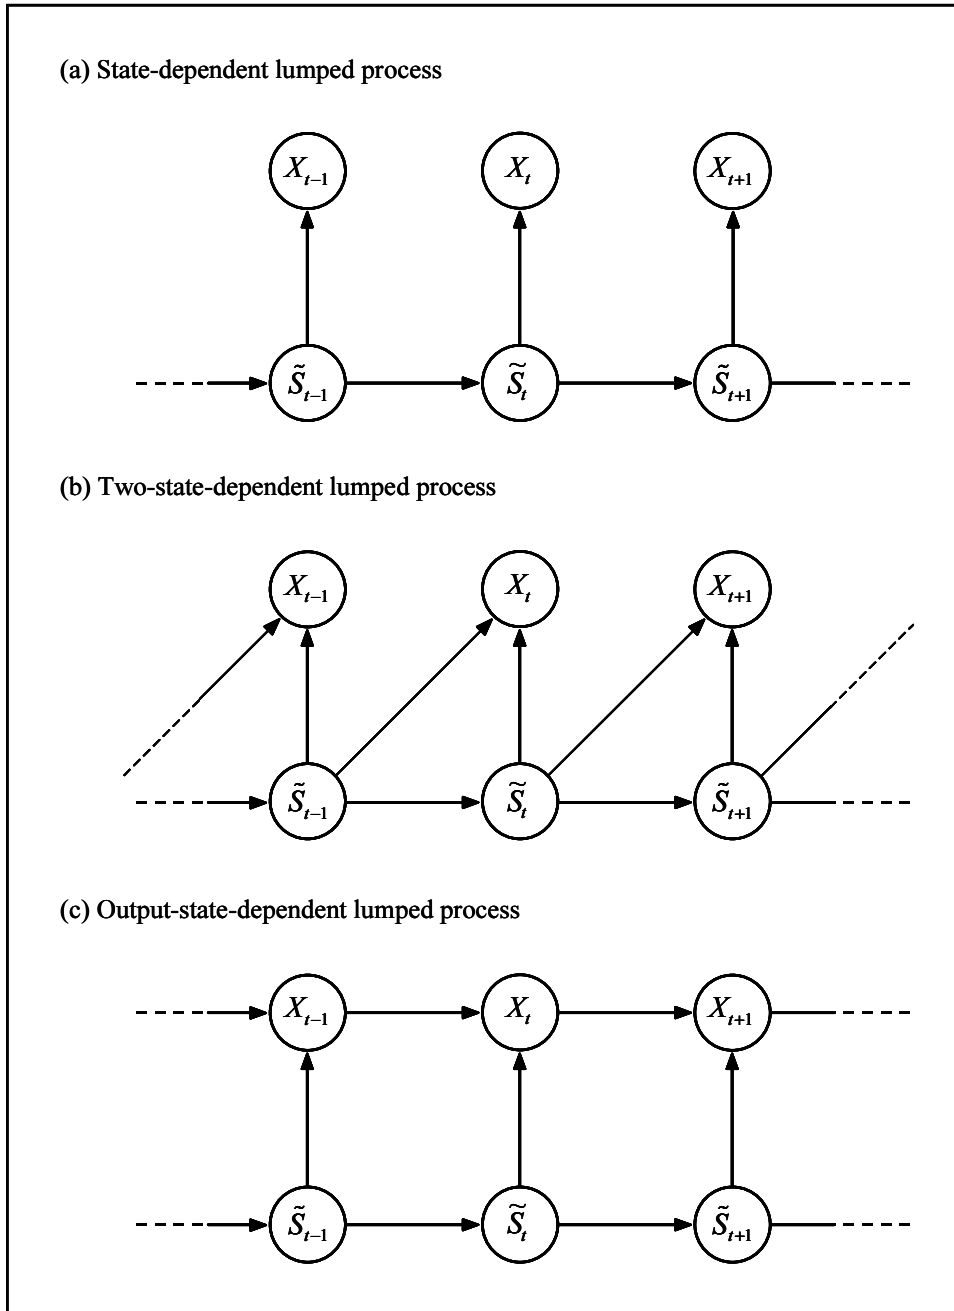 (a) State-dependent lumped process
X_{t−1} X_t X_{t+1}
S̃_{t−1} S̃_t S̃_{t+1}
(b) Two-state-dependent lumped process
X_{t−1} X_t X_{t+1}
S̃_{t−1} S̃_t S̃_{t+1}
(c) Output-state-dependent lumped process
X_{t−1} X_t X_{t+1}
S̃_{t−1} S̃_t S̃_{t+1}